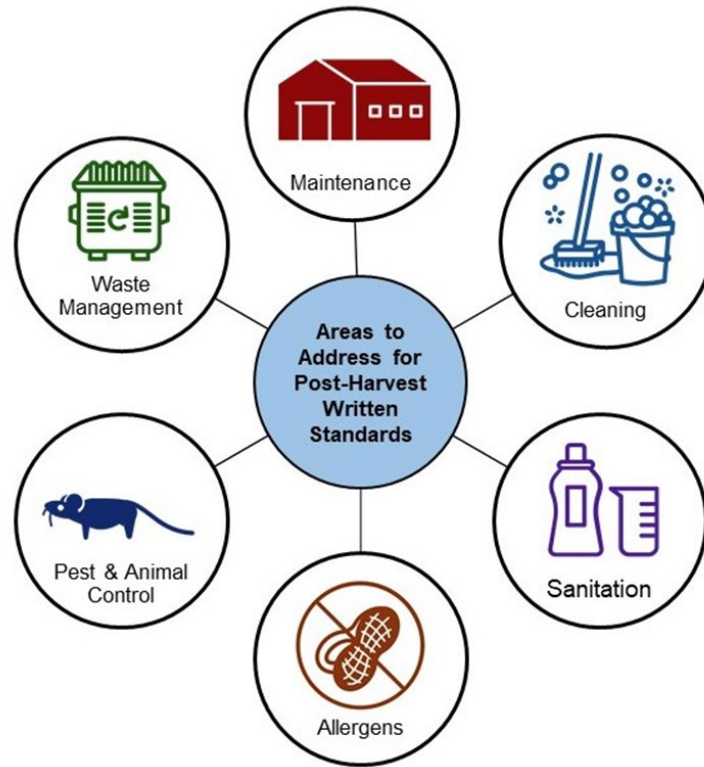 Maintenance
Waste
Management
Cleaning
Areas to
Address for
Post-Harvest
Written
Standards
Pest & Animal
Control
Sanitation
Allergens